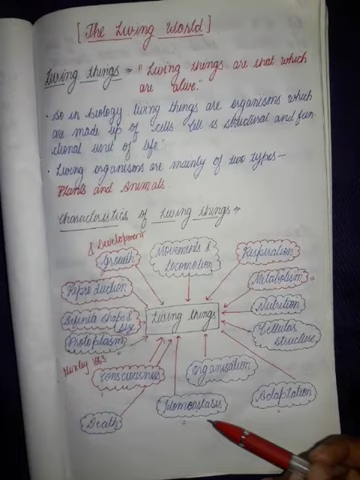 [ The Living World ]
Living things → "Living things are that which
are alive."
• So in biology living things are organisms which
are made up of "cells. Cell is structural and fun
ctional unit of life"
• Living organisms are mainly of two types—
Plants and Animals.
Characteristics of Living things →
& Development
Growth
Movements &
Locomotion
Respiration
Reproduction
Metabolism
Definite shape &
size
Living things
Nutrition
Protoplasm
Cellular
structure
Huxley
Consciousness
Organisation
Death
Homeostasis
Adaptation